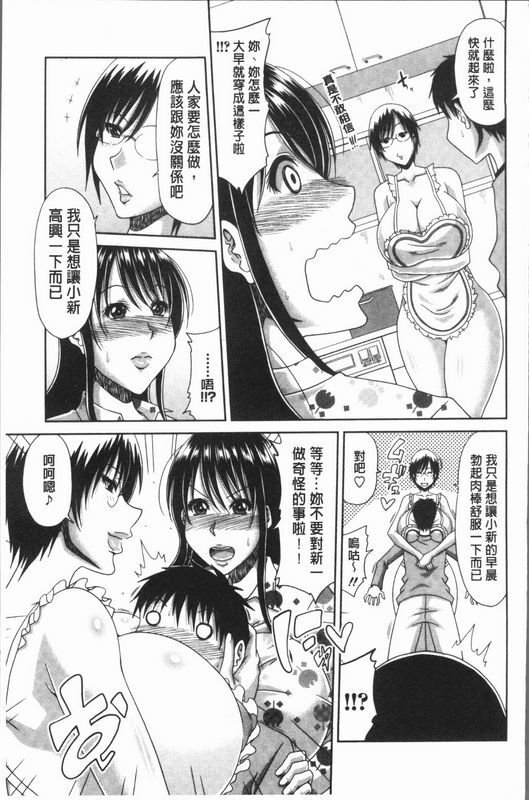 什麼啦，這麼
快就起來了
真是不敢相信!!!
妳、妳怎麼一
大早就穿成這樣子啦
!!?
人家要怎麼做，
應該跟妳沒關係吧
我只是想讓小新
高興一下而已
……唔!!?
我只是想讓小新的早晨
勃起肉棒舒服一下而已
對吧♡
嗚咕
～!!
!!?
等等…妳不要對新一
做奇怪的事啦！！
呵呵嗯♪